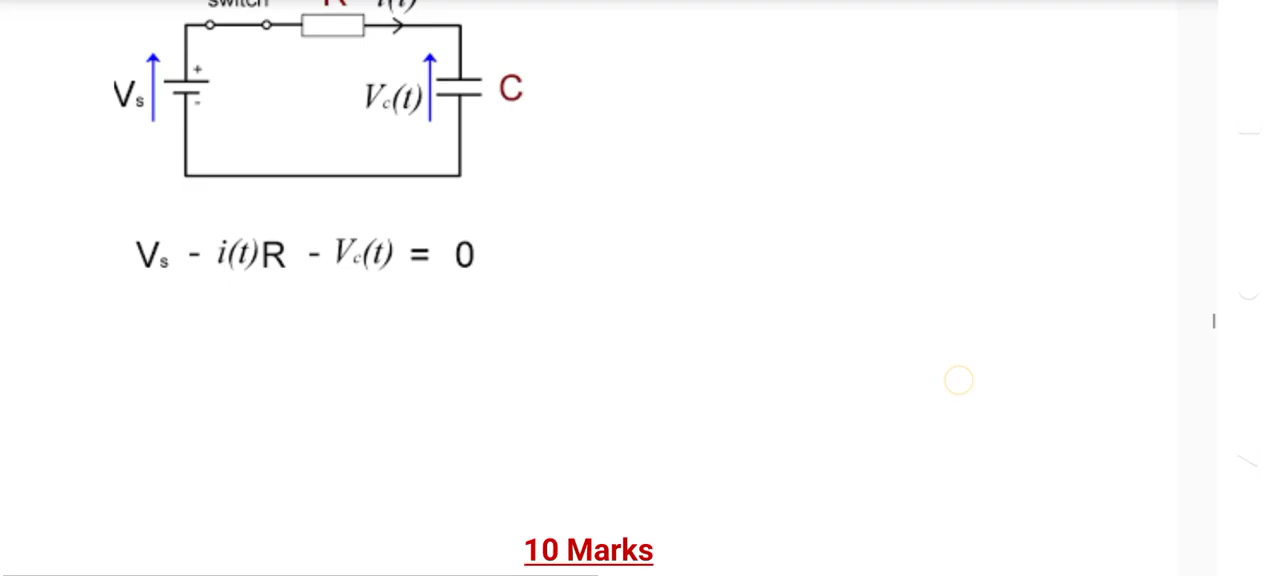 switch R i(t)
+
Vs Vc(t) C
-
Vs - i(t)R - Vc(t) = 0
10 Marks